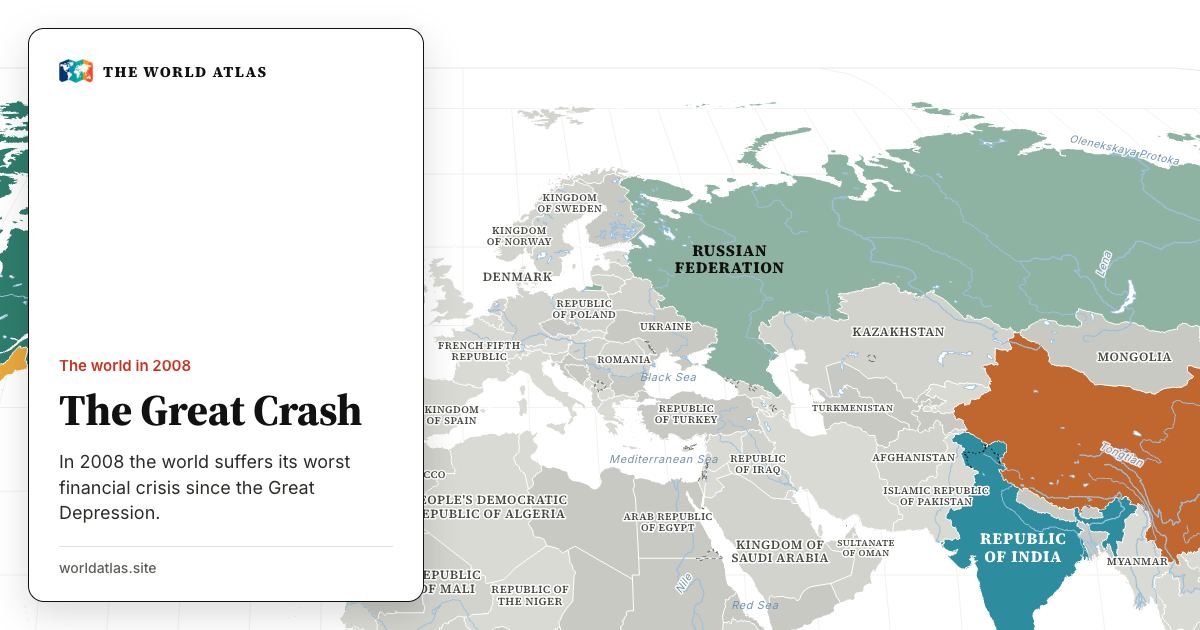 THE WORLD ATLAS
The world in 2008
The Great Crash
In 2008 the world suffers its worst
financial crisis since the Great
Depression.
worldatlas.site
Olenekskaya Protoka
KINGDOM
OF SWEDEN
KINGDOM
OF NORWAY
RUSSIAN
FEDERATION
Lena
DENMARK
REPUBLIC
OF POLAND
UKRAINE
KAZAKHSTAN
FRENCH FIFTH
REPUBLIC
MONGOLIA
ROMANIA
Black Sea
KINGDOM
OF SPAIN
REPUBLIC
OF TURKEY
TURKMENISTAN
Mediterranean Sea
REPUBLIC
OF IRAQ
AFGHANISTAN
Tongtian
CCO
EOPLE'S DEMOCRATIC
EPUBLIC OF ALGERIA
ISLAMIC REPUBLIC
OF PAKISTAN
ARAB REPUBLIC
OF EGYPT
KINGDOM OF
SAUDI ARABIA
SULTANATE
OF OMAN
REPUBLIC
OF INDIA
MYANMAR
EPUBLIC
OF MALI
REPUBLIC OF
THE NIGER
Nile
Red Sea